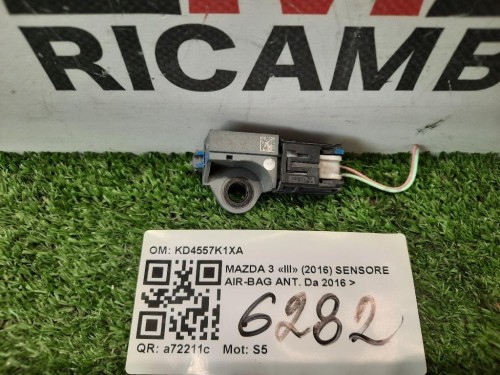 RICAMB
OM: KD4557K1XA
MAZDA 3 «III» (2016) SENSORE
AIR-BAG ANT. Da 2016 >
6282
QR: a72211c Mot: S5